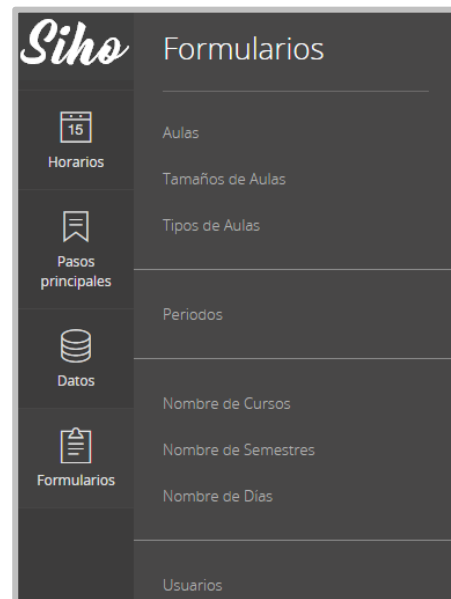 Siho
15
Horarios
Pasos
principales
Datos
Formularios
Formularios
Aulas
Tamaños de Aulas
Tipos de Aulas
Periodos
Nombre de Cursos
Nombre de Semestres
Nombre de Dias
Usuarios